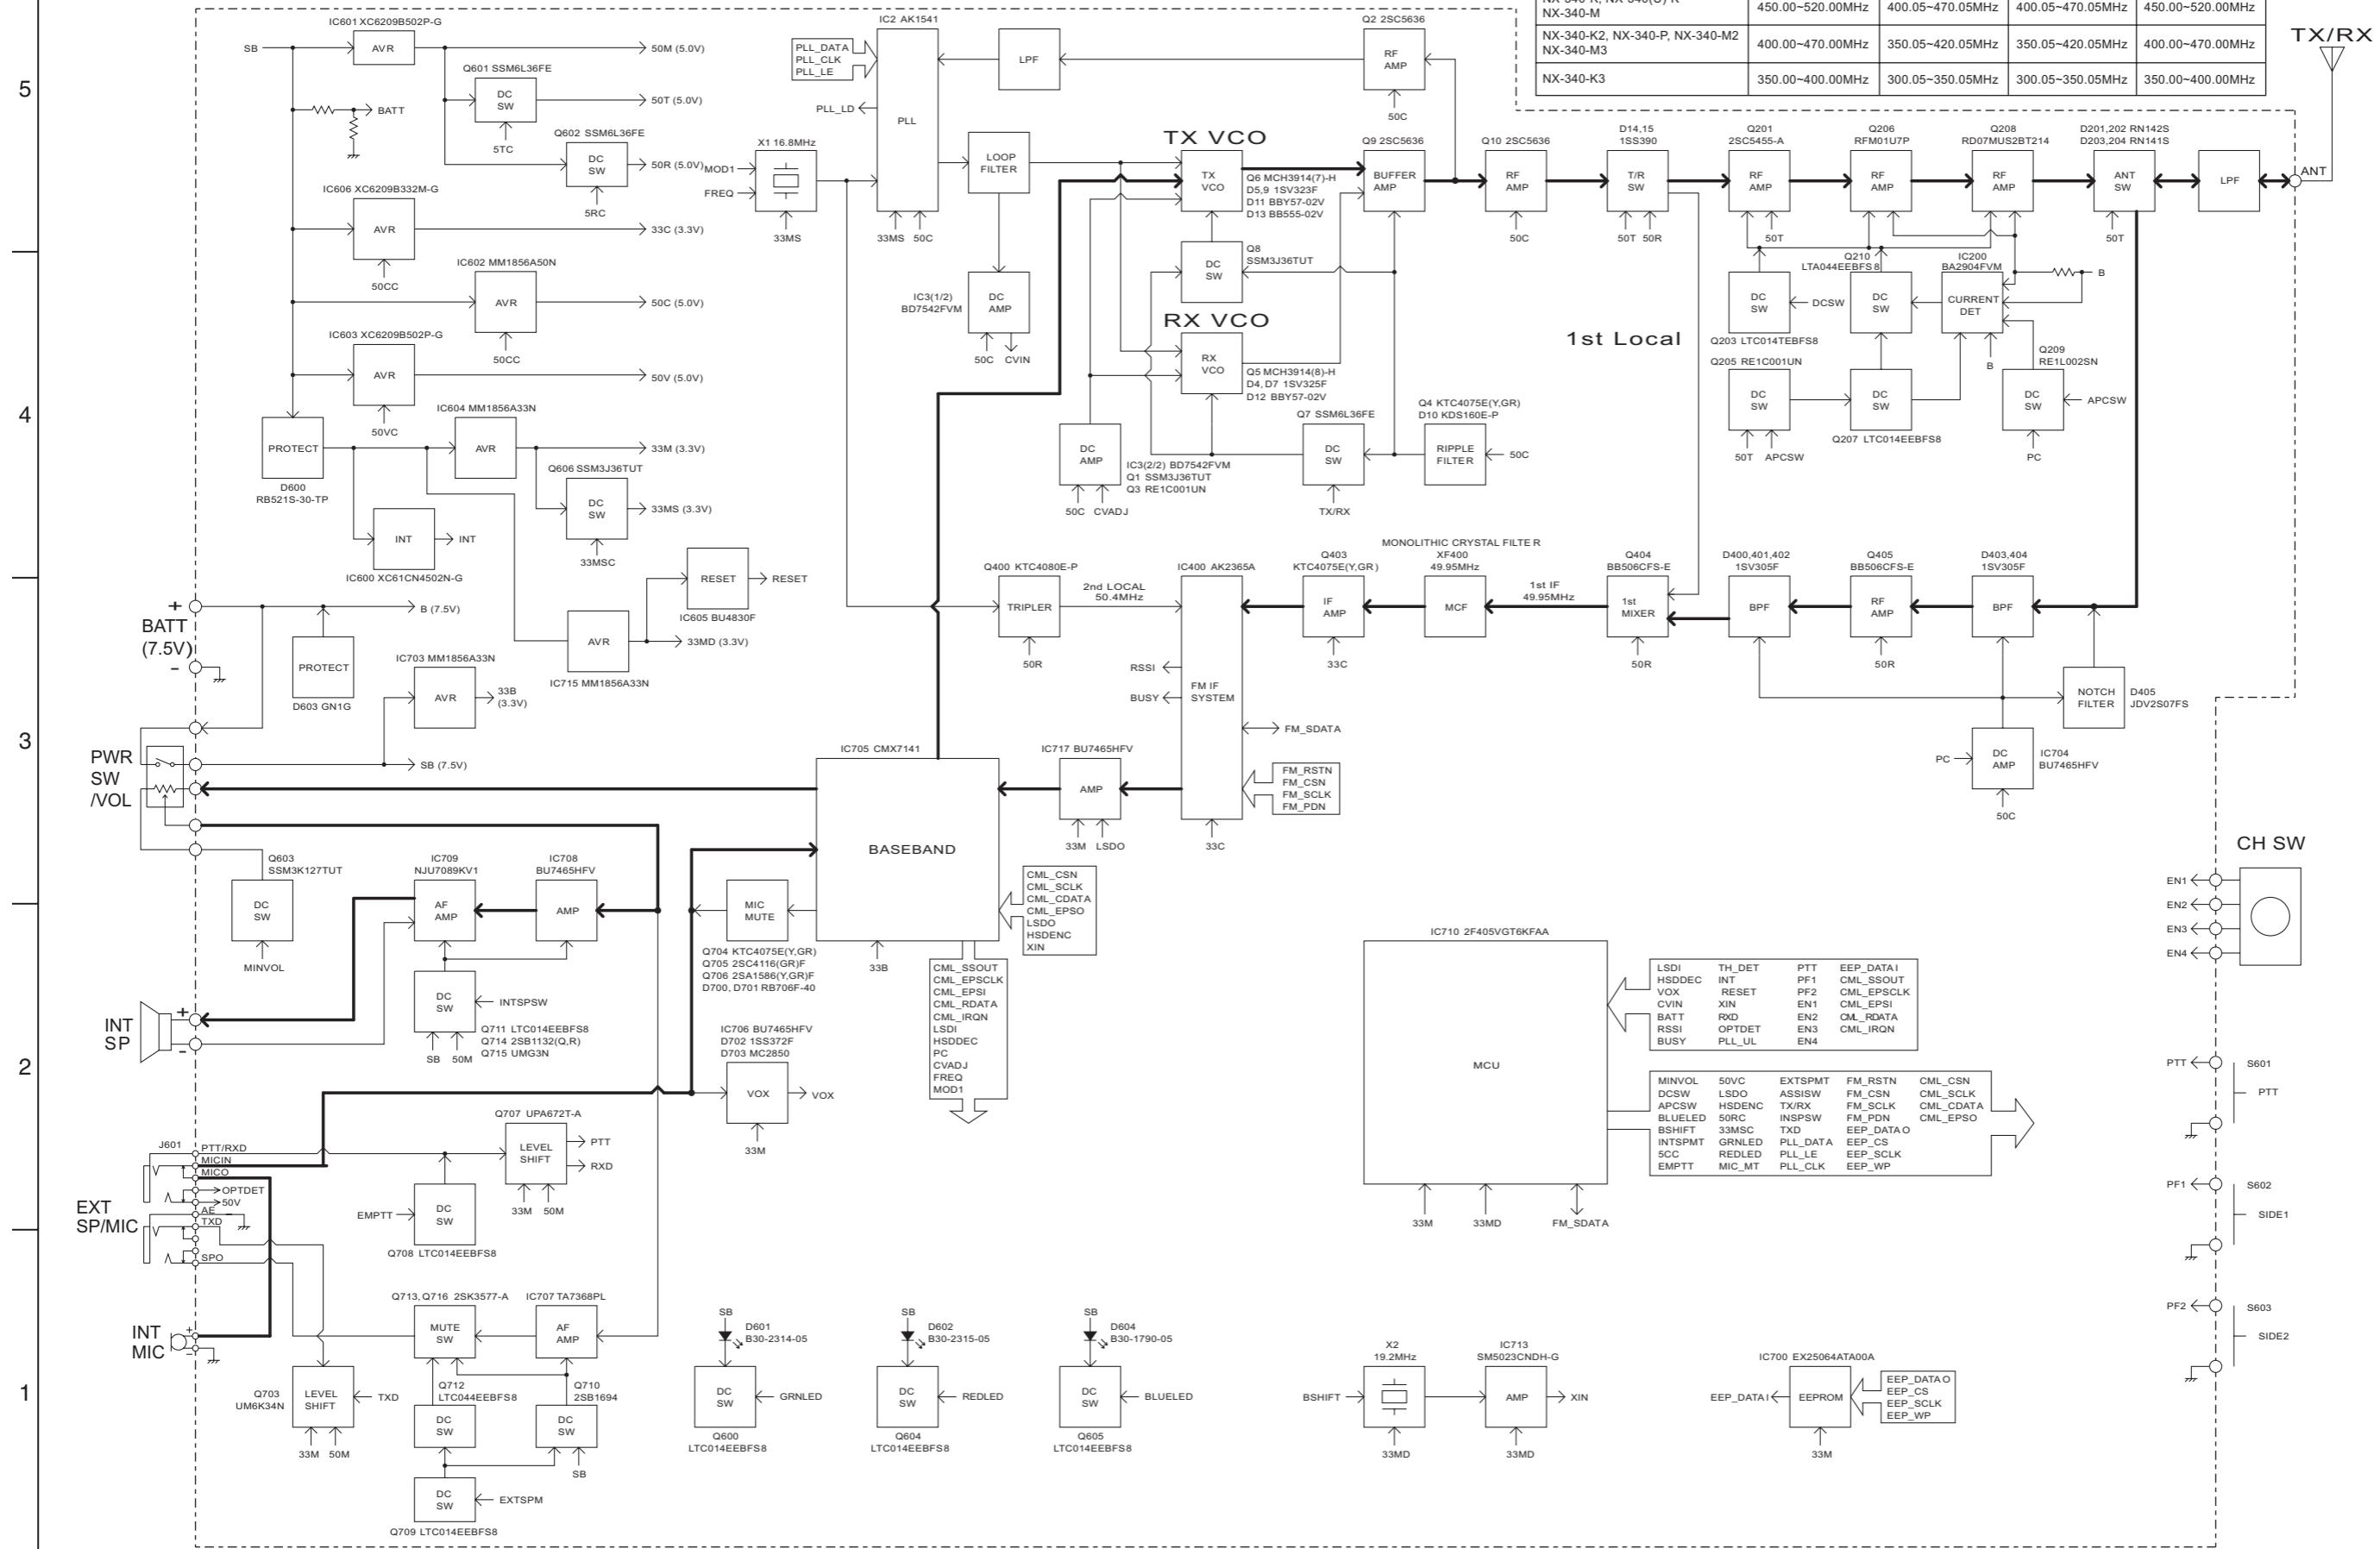 NX-340-M
450.00~520.00MHz 400.05~470.05MHz 400.05~470.05MHz 450.00~520.00MHz
NX-340-K2, NX-340-P, NX-340-M2
NX-340-M3
400.00~470.00MHz 350.05~420.05MHz 350.05~420.05MHz 400.00~470.00MHz
NX-340-K3 350.00~400.00MHz 300.05~350.05MHz 300.05~350.05MHz 350.00~400.00MHz
TX/RX
ANT
5
4
3
2
1
IC601 XC6209B502P-G
SB
AVR
50M (5.0V)
Q601 SSM6L36FE
DC
SW
50T (5.0V)
5TC
BATT
Q602 SSM6L36FE
DC
SW
50R (5.0V)
5RC
IC606 XC6209B332M-G
AVR
33C (3.3V)
50CC
IC602 MM1856A50N
AVR
50C (5.0V)
50CC
IC603 XC6209B502P-G
AVR
50V (5.0V)
50VC
IC604 MM1856A33N
PROTECT
AVR
33M (3.3V)
D600
RB521S-30-TP
Q606 SSM3J36TUT
DC
SW
33MS (3.3V)
33MSC
INT
INT
IC600 XC61CN4502N-G
RESET
RESET
IC605 BU4830F
AVR
33MD (3.3V)
IC715 MM1856A33N
+
BATT
(7.5V)
-
B (7.5V)
PROTECT
D603 GN1G
IC703 MM1856A33N
AVR
33B
(3.3V)
PWR
SW
/VOL
SB (7.5V)
IC2 AK1541
PLL_DATA
PLL_CLK
PLL_LE
PLL_LD
PLL
33MS 50C
LPF
Q2 2SC5636
RF
AMP
50C
X1 16.8MHz
MOD1
FREQ
33MS
LOOP
FILTER
IC3(1/2)
BD7542FVM
DC
AMP
50C CVIN
TX VCO
TX
VCO
Q6 MCH3914(7)-H
D5,9 1SV323F
D11 BBY57-02V
D13 BB555-02V
Q8
SSM3J36TUT
DC
SW
RX VCO
RX
VCO
Q5 MCH3914(8)-H
D4, D7 1SV325F
D12 BBY57-02V
DC
AMP
IC3(2/2) BD7542FVM
Q1 SSM3J36TUT
Q3 RE1C001UN
50C CVADJ
Q7 SSM6L36FE
DC
SW
TX/RX
Q4 KTC4075E(Y,GR)
D10 KDS160E-P
RIPPLE
FILTER
50C
Q9 2SC5636
BUFFER
AMP
Q10 2SC5636
RF
AMP
50C
D14,15
1SS390
T/R
SW
50T 50R
1st Local
Q201
2SC5455-A
RF
AMP
50T
Q206
RFM01U7P
RF
AMP
Q208
RD07MUS2BT214
RF
AMP
D201,202 RN142S
D203,204 RN141S
ANT
SW
50T
LPF
DC
SW
DCSW
Q203 LTC014TEBFS8
Q210
LTA044EEBFS8
DC
SW
IC200
BA2904FVM
CURRENT
DET
B
B
Q205 RE1C001UN
DC
SW
50T APCSW
DC
SW
Q207 LTC014EEBFS8
Q209
RE1L002SN
DC
SW
APCSW
PC
Q400 KTC4080E-P
TRIPLER
50R
2nd LOCAL
50.4MHz
IC400 AK2365A
FM IF
SYSTEM
RSSI
BUSY
FM_SDATA
FM_RSTN
FM_CSN
FM_SCLK
FM_PDN
33C
Q403
KTC4075E(Y,GR)
IF
AMP
33C
MONOLITHIC CRYSTAL FILTER
XF400
49.95MHz
MCF
1st IF
49.95MHz
Q404
BB506CFS-E
1st
MIXER
50R
D400,401,402
1SV305F
BPF
Q405
BB506CFS-E
RF
AMP
50R
D403,404
1SV305F
BPF
NOTCH
FILTER
D405
JDV2S07FS
PC
DC
AMP
IC704
BU7465HFV
50C
IC705 CMX7141
BASEBAND
33B
IC717 BU7465HFV
AMP
33M LSDO
CML_CSN
CML_SCLK
CML_CDATA
CML_EPSO
LSDO
HSDENC
XIN
CML_SSOUT
CML_EPSCLK
CML_EPSI
CML_RDATA
CML_IRQN
LSDI
HSDDEC
PC
CVADJ
FREQ
MOD1
MIC
MUTE
Q704 KTC4075E(Y,GR)
Q705 2SC4116(GR)F
Q706 2SA1586(Y,GR)F
D700, D701 RB706F-40
Q603
SSM3K127TUT
DC
SW
MINVOL
IC709
NJU7089KV1
AF
AMP
IC708
BU7465HFV
AMP
DC
SW
INTSPSW
Q711 LTC014EEBFS8
Q714 2SB1132(Q,R)
Q715 UMG3N
SB 50M
INT
SP
+
-
IC706 BU7465HFV
D702 1SS372F
D703 MC2850
VOX
VOX
33M
Q707 UPA672T-A
LEVEL
SHIFT
PTT
RXD
33M 50M
EMPTT
DC
SW
Q708 LTC014EEBFS8
J601
PTT/RXD
MICIN
MICO
OPTDET
50V
AE
TXD
SPO
EXT
SP/MIC
INT
MIC
+
-
Q703
UM6K34N
LEVEL
SHIFT
TXD
33M 50M
Q713, Q716 2SK3577-A
MUTE
SW
IC707 TA7368PL
AF
AMP
Q712
LTC044EEBFS8
DC
SW
Q710
2SB1694
DC
SW
SB
DC
SW
EXTSPM
Q709 LTC014EEBFS8
SB
D601
B30-2314-05
DC
SW
GRNLED
Q600
LTC014EEBFS8
SB
D602
B30-2315-05
DC
SW
REDLED
Q604
LTC014EEBFS8
SB
D604
B30-1790-05
DC
SW
BLUELED
Q605
LTC014EEBFS8
IC710 2F405VGT6KFAA
MCU
33M 33MD FM_SDATA
LSDI TH_DET PTT EEP_DATAI
HSDDEC INT PF1 CML_SSOUT
VOX RESET PF2 CML_EPSCLK
CVIN XIN EN1 CML_EPSI
BATT RXD EN2 CML_RDATA
RSSI OPTDET EN3 CML_IRQN
BUSY PLL_UL EN4
MINVOL 50VC EXTSPMT FM_RSTN CML_CSN
DCSW LSDO ASSISW FM_CSN CML_SCLK
APCSW HSDENC TX/RX FM_SCLK CML_CDATA
BLUELED 50RC INSPSW FM_PDN CML_EPSO
BSHIFT 33MSC TXD EEP_DATAO
INTSPMT GRNLED PLL_DATA EEP_CS
5CC REDLED PLL_LE EEP_SCLK
EMPTT MIC_MT PLL_CLK EEP_WP
X2
19.2MHz
BSHIFT
33MD
IC713
SM5023CNDH-G
AMP
XIN
33MD
IC700 EX25064ATA00A
EEP_DATAI
EEPROM
33M
EEP_DATAO
EEP_CS
EEP_SCLK
EEP_WP
CH SW
EN1
EN2
EN3
EN4
PTT
S601
PTT
PF1
S602
SIDE1
PF2
S603
SIDE2